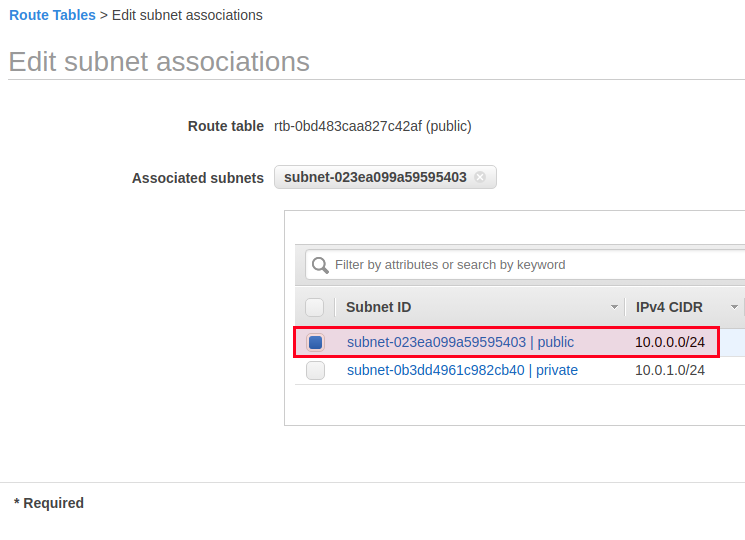 Route Tables > Edit subnet associations
Edit subnet associations
Route table rtb-0bd483caa827c42af (public)
Associated subnets subnet-023ea099a59595403
Filter by attributes or search by keyword
Subnet ID IPv4 CIDR
subnet-023ea099a59595403 | public 10.0.0.0/24
subnet-0b3dd4961c982cb40 | private 10.0.1.0/24
* Required